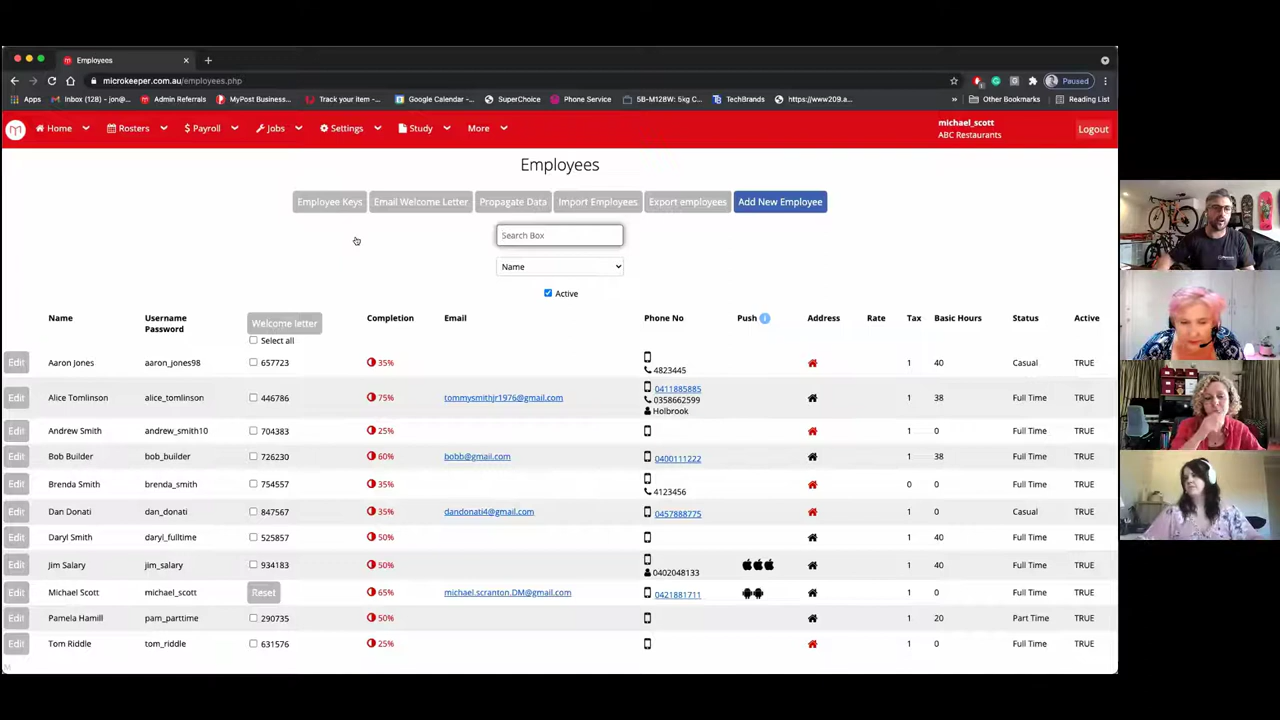 Employees
microkeeper.com.au/employees.php
Paused
Apps Inbox (128) - jon@... Admin Referrals MyPost Business... Track your item - ... Google Calendar -... SuperChoice Phone Service 5B-M128W: 5kg C... TechBrands https://www209.a... » Other Bookmarks Reading List
Home Rosters $ Payroll Jobs Settings Study More
michael_scott
ABC Restaurants
Logout
Employees
Employee Keys Email Welcome Letter Propagate Data Import Employees Export employees Add New Employee
Search Box
Name
Active
Name Username Password Welcome letter Select all Completion Email Phone No Push Address Rate Tax Basic Hours Status Active
Edit Aaron Jones aaron_jones98 657723 35% 4823445 1 40 Casual TRUE
Edit Alice Tomlinson alice_tomlinson 446786 75% tommysmithjr1976@gmail.com 0411885885 0358662599 Holbrook 1 38 Full Time TRUE
Edit Andrew Smith andrew_smith10 704383 25% 1 0 Full Time TRUE
Edit Bob Builder bob_builder 726230 60% bobb@gmail.com 0400111222 1 38 Full Time TRUE
Edit Brenda Smith brenda_smith 754557 35% 4123456 0 0 Full Time TRUE
Edit Dan Donati dan_donati 847567 35% dandonati4@gmail.com 0457888775 1 0 Casual TRUE
Edit Daryl Smith daryl_fulltime 525857 50% 1 40 Full Time TRUE
Edit Jim Salary jim_salary 934183 50% 0402048133 1 40 Full Time TRUE
Edit Michael Scott michael_scott Reset 65% michael.scranton.DM@gmail.com 0421881711 1 0 Full Time TRUE
Edit Pamela Hamill pam_parttime 290735 50% 1 20 Part Time TRUE
Edit Tom Riddle tom_riddle 631576 25% 1 0 Full Time TRUE